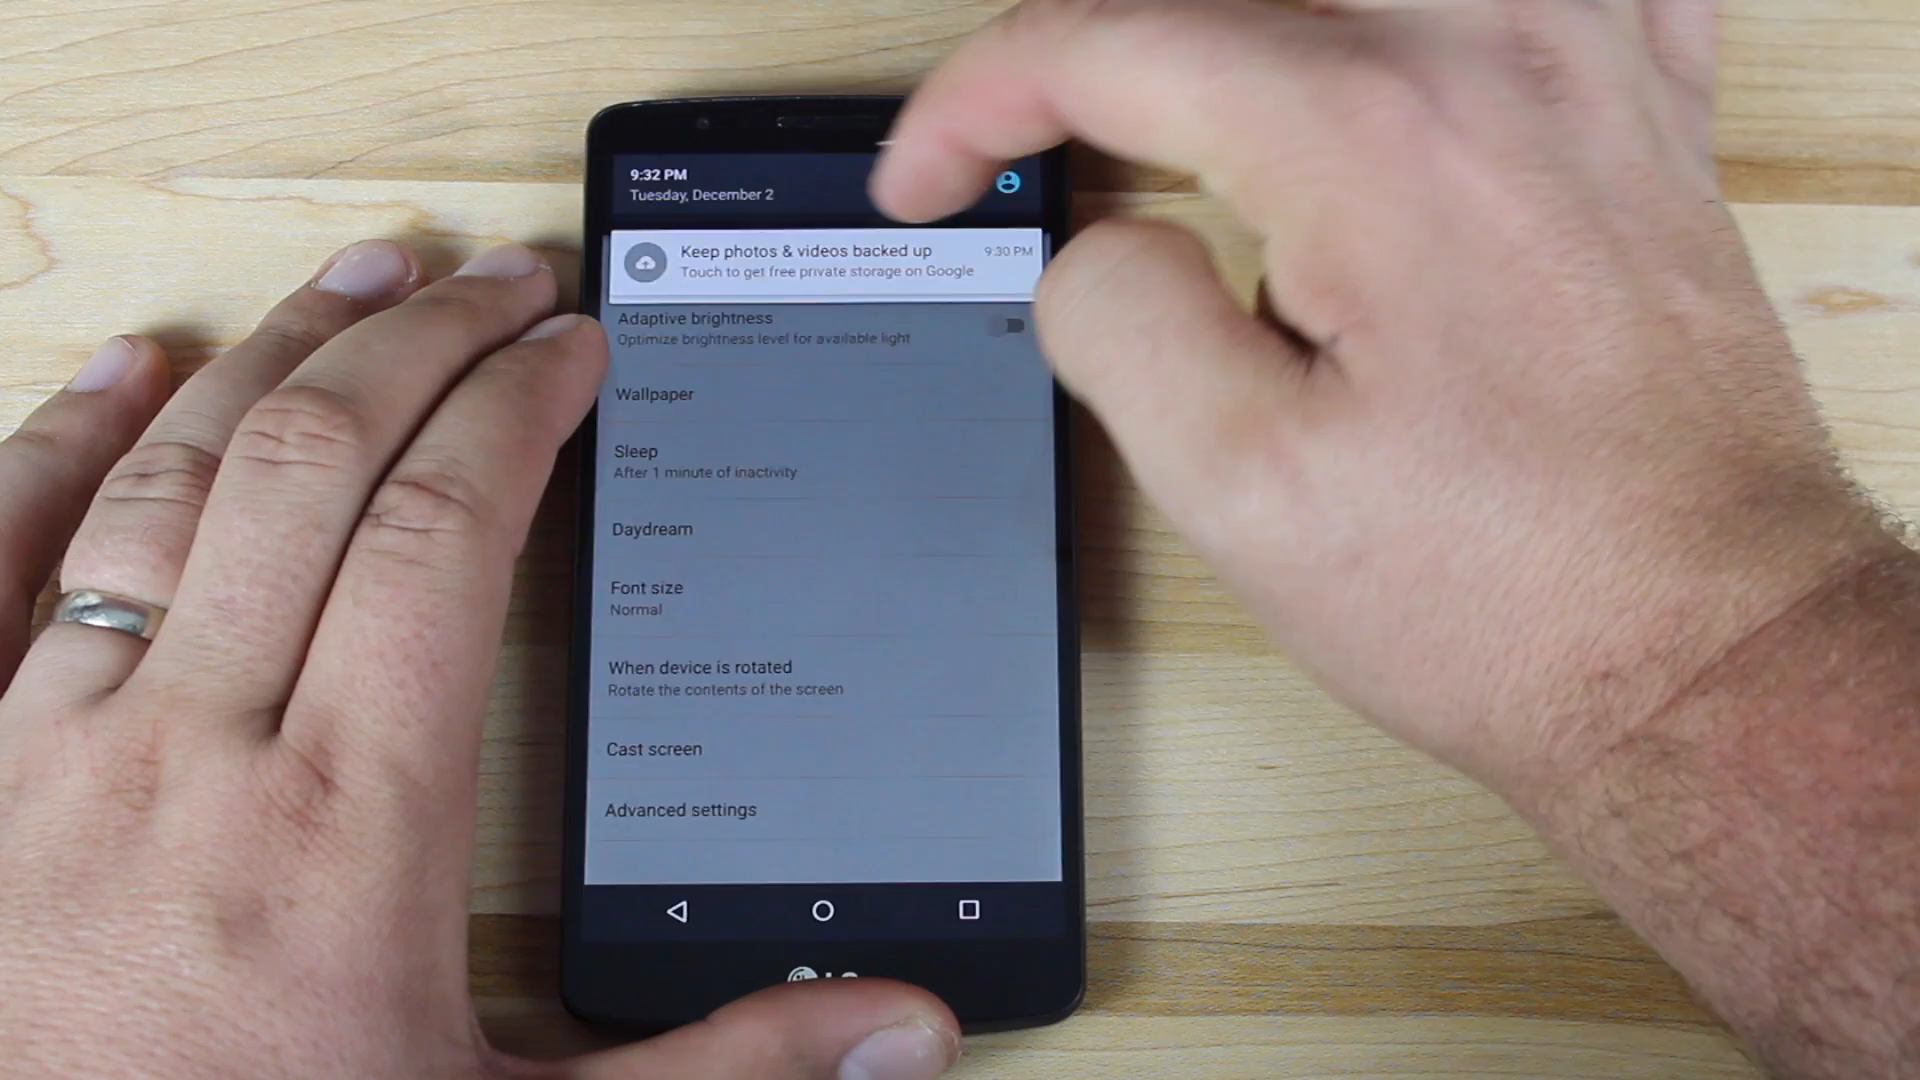 9:32 PM
Tuesday, December 2
Keep photos & videos backed up 9:30 PM
Touch to get free private storage on Google
Adaptive brightness
Optimize brightness level for available light
Wallpaper
Sleep
After 1 minute of inactivity
Daydream
Font size
Normal
When device is rotated
Rotate the contents of the screen
Cast screen
Advanced settings
LG